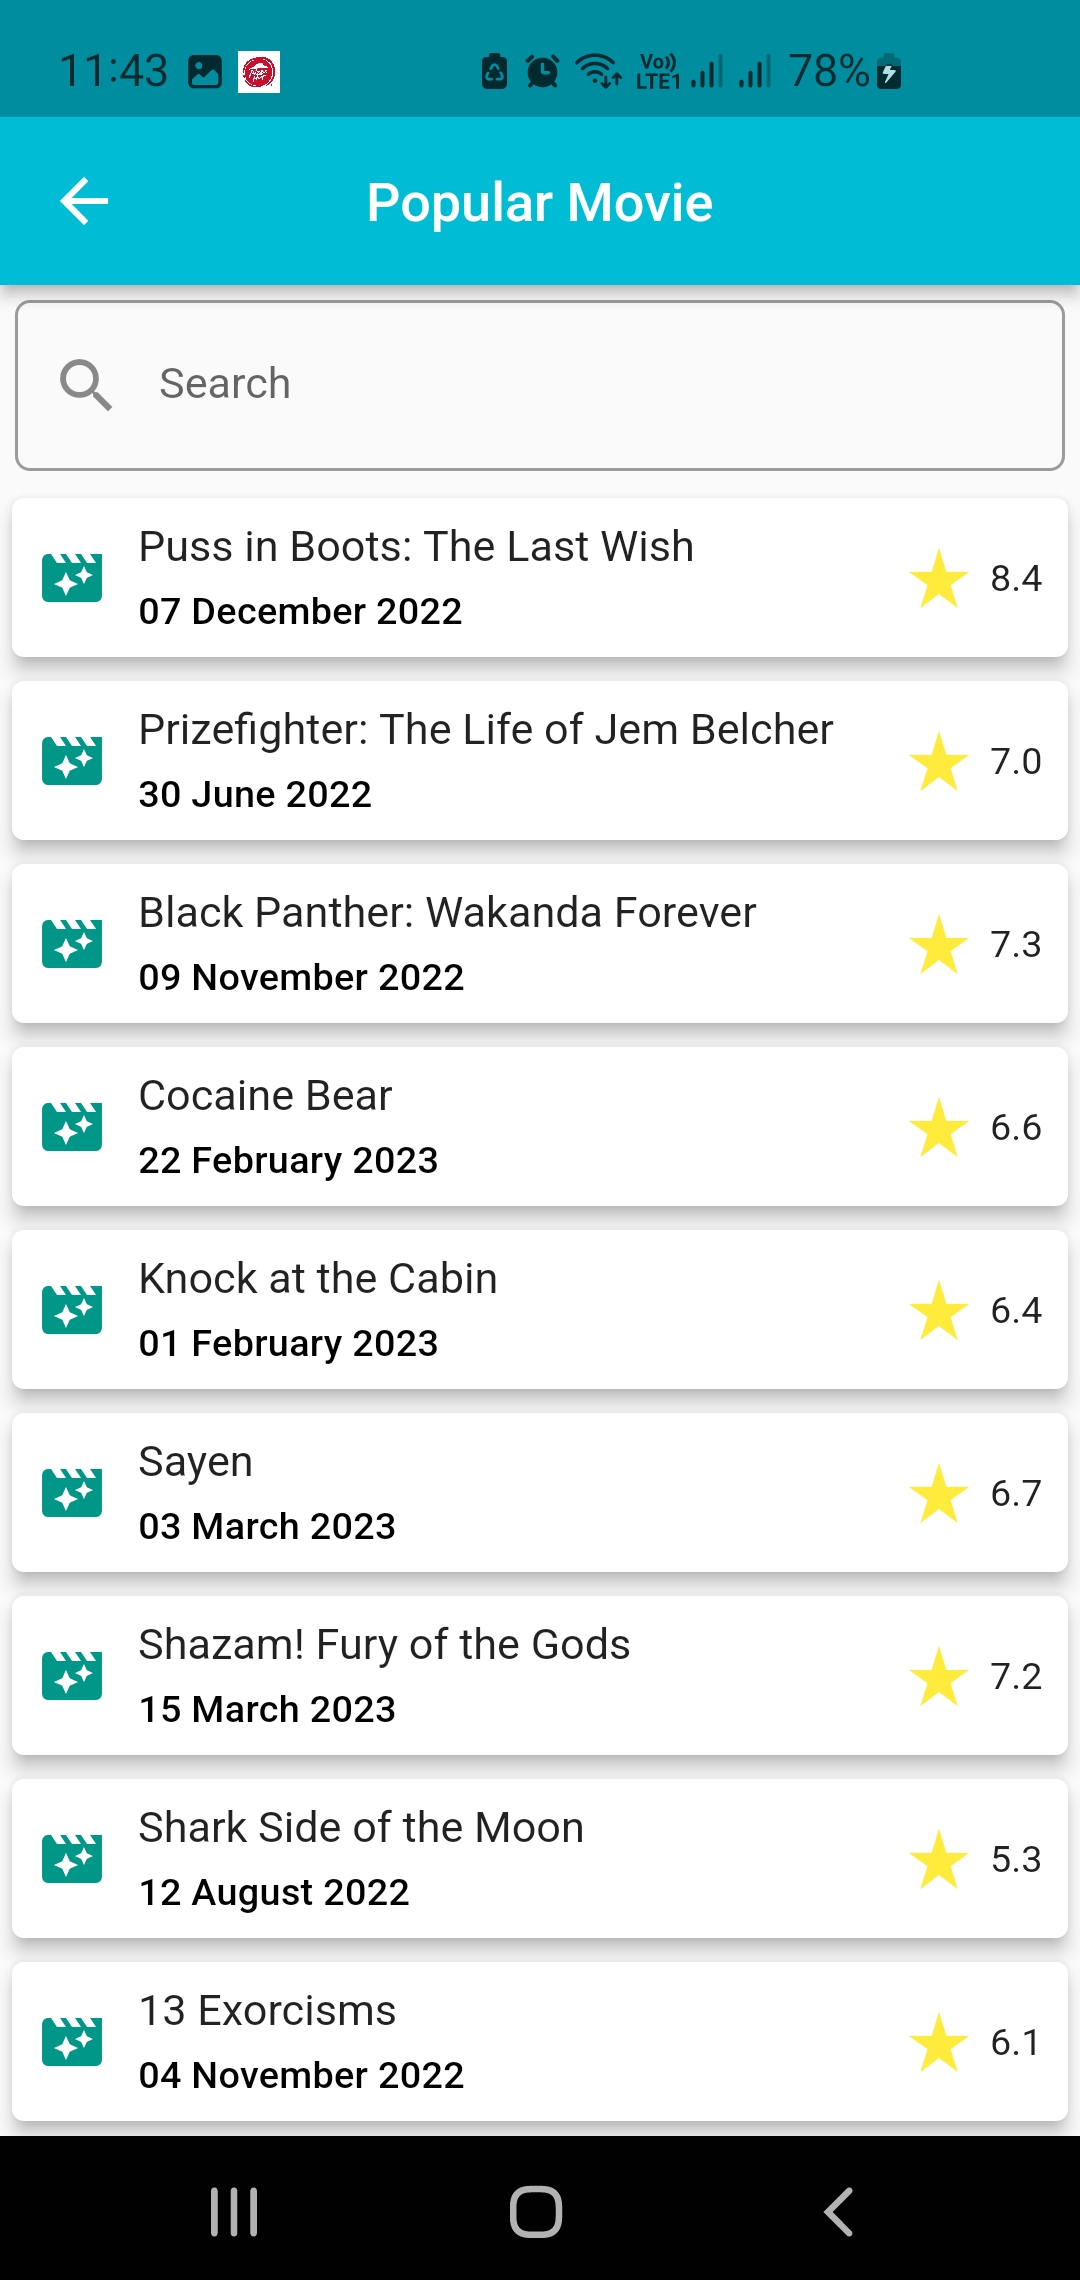 11:43
Vo))
LTE1
78%
Popular Movie
Search
Puss in Boots: The Last Wish
07 December 2022
8.4
Prizefighter: The Life of Jem Belcher
30 June 2022
7.0
Black Panther: Wakanda Forever
09 November 2022
7.3
Cocaine Bear
22 February 2023
6.6
Knock at the Cabin
01 February 2023
6.4
Sayen
03 March 2023
6.7
Shazam! Fury of the Gods
15 March 2023
7.2
Shark Side of the Moon
12 August 2022
5.3
13 Exorcisms
04 November 2022
6.1